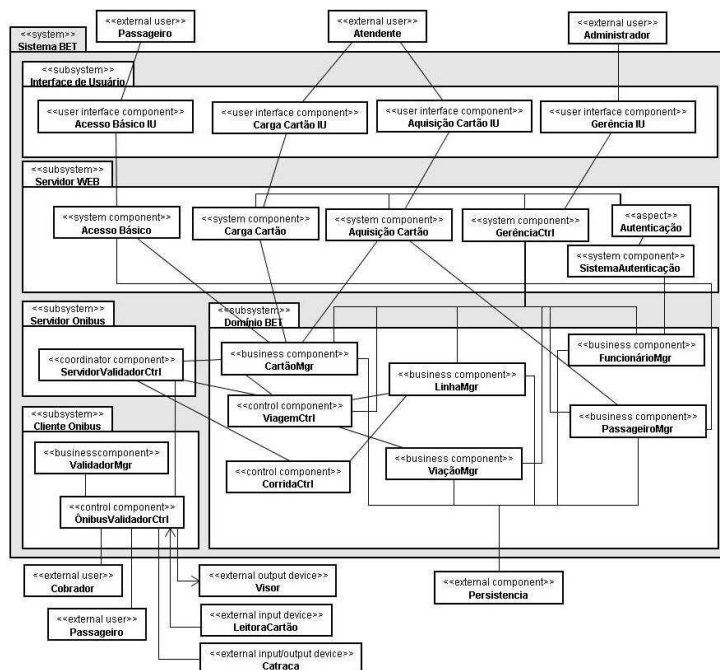 <<external user>>
Passageiro
<<external user>>
Atendente
<<external user>>
Administrador
<<system>>
Sistema BET
<<subsystem>>
Interface de Usuário
<<user interface component>>
Acesso Básico IU
<<user interface component>>
Carga Cartão IU
<<user interface component>>
Aquisição Cartão IU
<<user interface component>>
Gerência IU
<<subsystem>>
Servidor WEB
<<system component>>
Acesso Básico
<<system component>>
Carga Cartão
<<system component>>
Aquisição Cartão
<<system component>>
GerênciaCtrl
<<aspect>>
Autenticação
<<system component>>
SistemaAutenticação
<<subsystem>>
Servidor Onibus
<<coordinator component>>
ServidorValidadorCtrl
<<subsystem>>
Domínio BET
<<business component>>
CartãoMgr
<<business component>>
FuncionárioMgr
<<business component>>
LinhaMgr
<<control component>>
ViagemCtrl
<<business component>>
PassageiroMgr
<<business component>>
ViaçãoMgr
<<control component>>
CorridaCtrl
<<subsystem>>
Cliente Onibus
<<businesscomponent>>
ValidadorMgr
<<control component>>
ÔnibusValidadorCtrl
<<external user>>
Cobrador
<<external output device>>
Visor
<<external component>>
Persistencia
<<external user>>
Passageiro
<<external input device>>
LeitoraCartão
<<external input/output device>>
Catraca